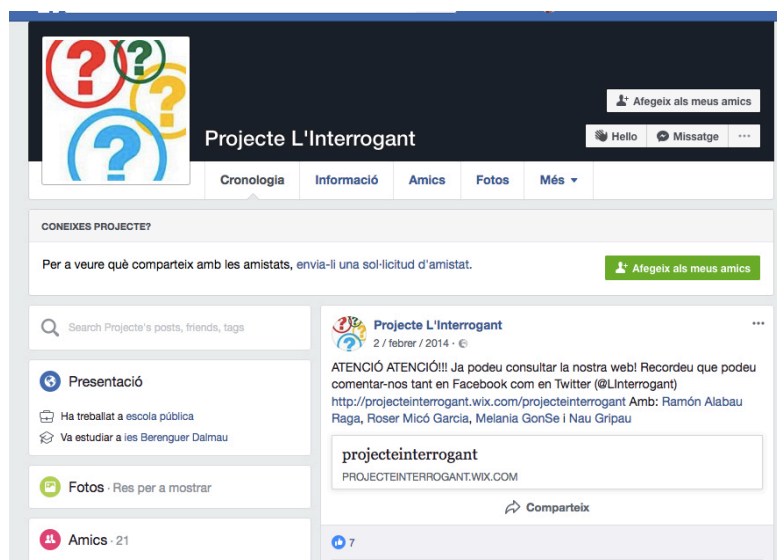 Afegeix als meus amics
Projecte L'Interrogant
Hello Missatge ...
Cronologia Informació Amics Fotos Més
CONEIXES PROJECTE?
Per a veure què comparteix amb les amistats, envia-li una sol·licitud d'amistat.
Afegeix als meus amics
Search Projecte's posts, friends, tags
Presentació
Ha treballat a escola pública
Va estudiar a ies Berenguer Dalmau
Fotos · Res per a mostrar
Amics · 21
Projecte L'Interrogant
2 / febrer / 2014 ·
ATENCIÓ ATENCIÓ!!! Ja podeu consultar la nostra web! Recordeu que podeu
comentar-nos tant en Facebook com en Twitter (@LInterrogant)
http://projecteinterrogant.wix.com/projecteinterrogant Amb: Ramón Alabau
Raga, Roser Micó Garcia, Melania GonSe i Nau Gripau
projecteinterrogant
PROJECTEINTERROGANT.WIX.COM
Comparteix
7